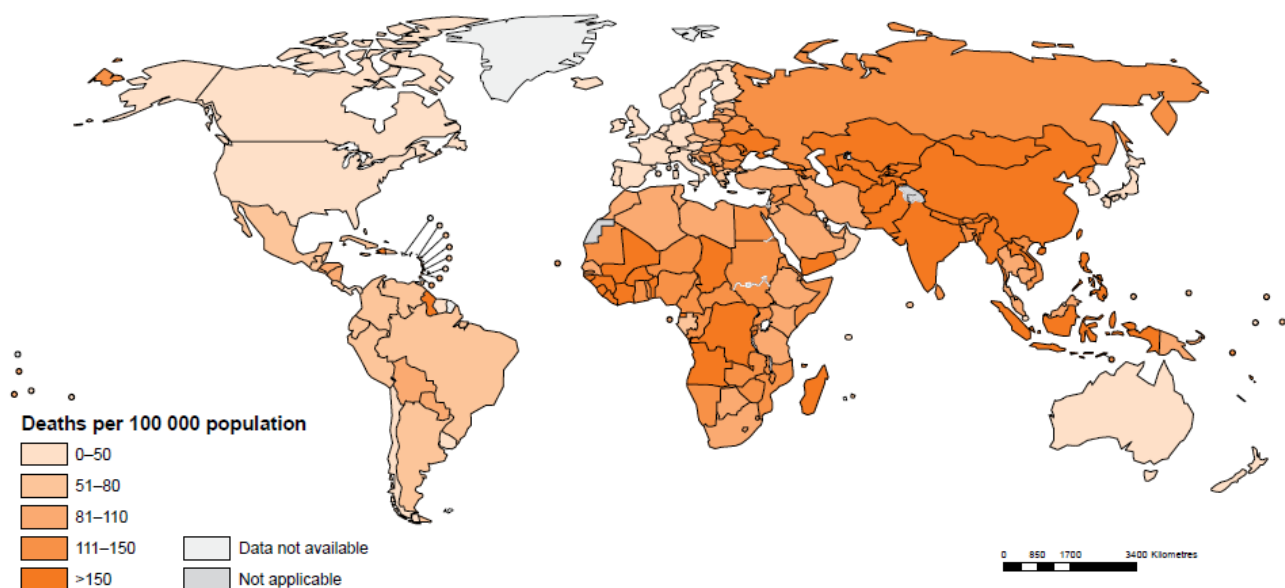 Deaths per 100 000 population
0–50
51–80
81–110
111–150
>150
Data not available
Not applicable
0 850 1700 3400 Kilometres